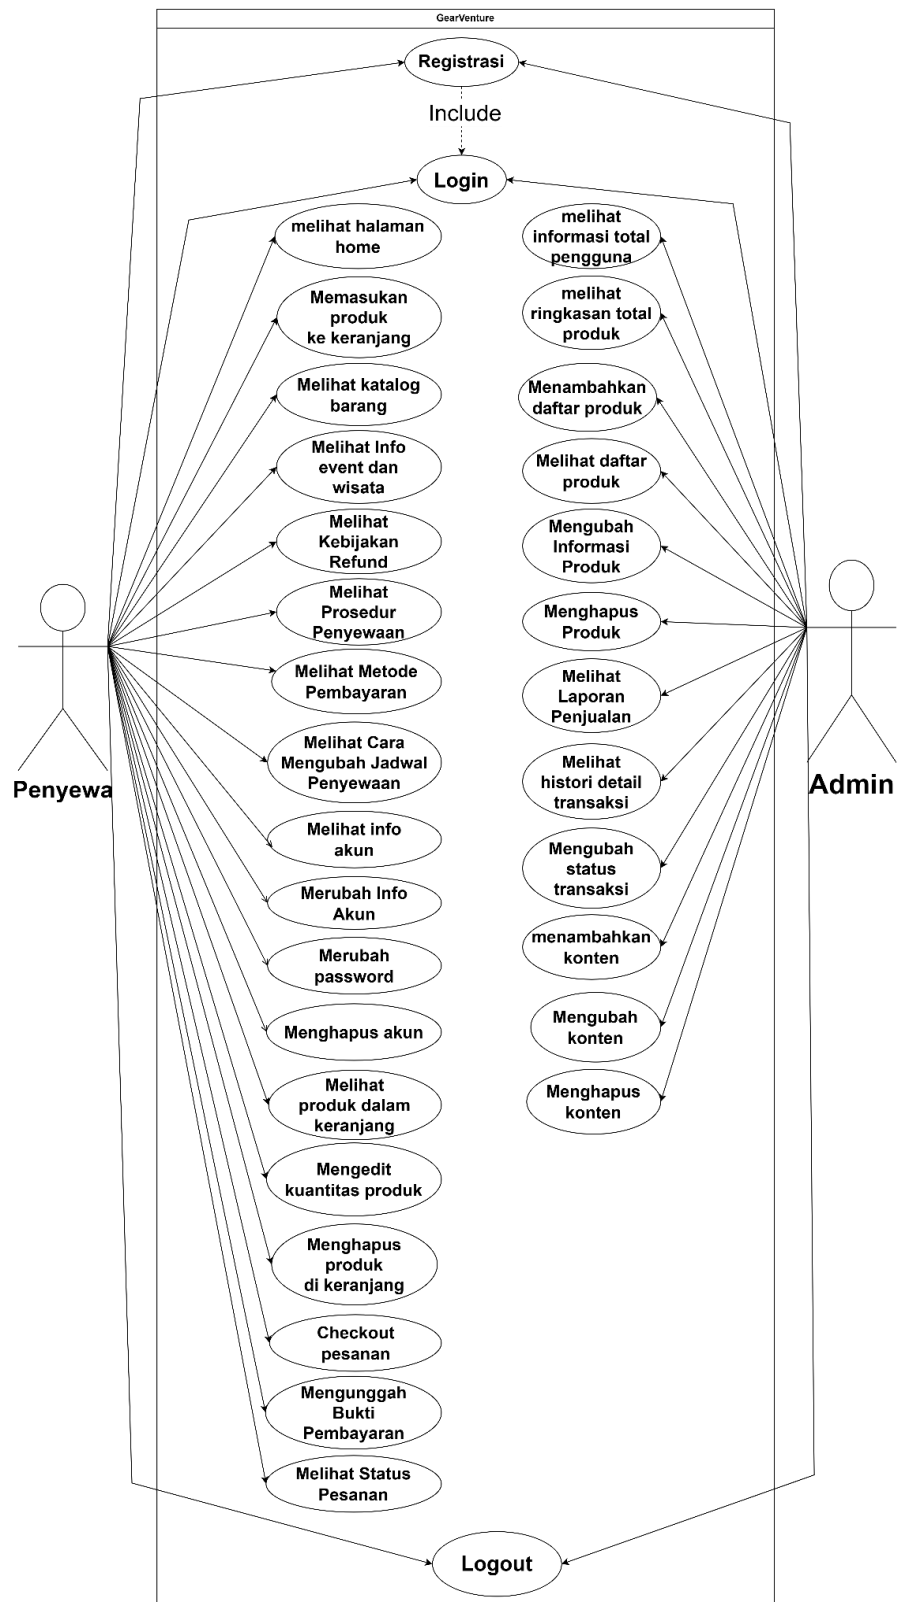 GearVenture
Registrasi
Include
Login
melihat halaman
home
Memasukan
produk
ke keranjang
Melihat katalog
barang
Melihat Info
event dan
wisata
Melihat
Kebijakan
Refund
Melihat
Prosedur
Penyewaan
Melihat Metode
Pembayaran
Melihat Cara
Mengubah Jadwal
Penyewaan
Melihat info
akun
Merubah Info
Akun
Merubah
password
Menghapus akun
Melihat
produk dalam
keranjang
Mengedit
kuantitas produk
Menghapus
produk
di keranjang
Checkout
pesanan
Mengunggah
Bukti
Pembayaran
Melihat Status
Pesanan
melihat
informasi total
pengguna
melihat
ringkasan total
produk
Menambahkan
daftar produk
Melihat daftar
produk
Mengubah
Informasi
Produk
Menghapus
Produk
Melihat
Laporan
Penjualan
Melihat
histori detail
transaksi
Mengubah
status
transaksi
menambahkan
konten
Mengubah
konten
Menghapus
konten
Penyewa
Admin
Logout